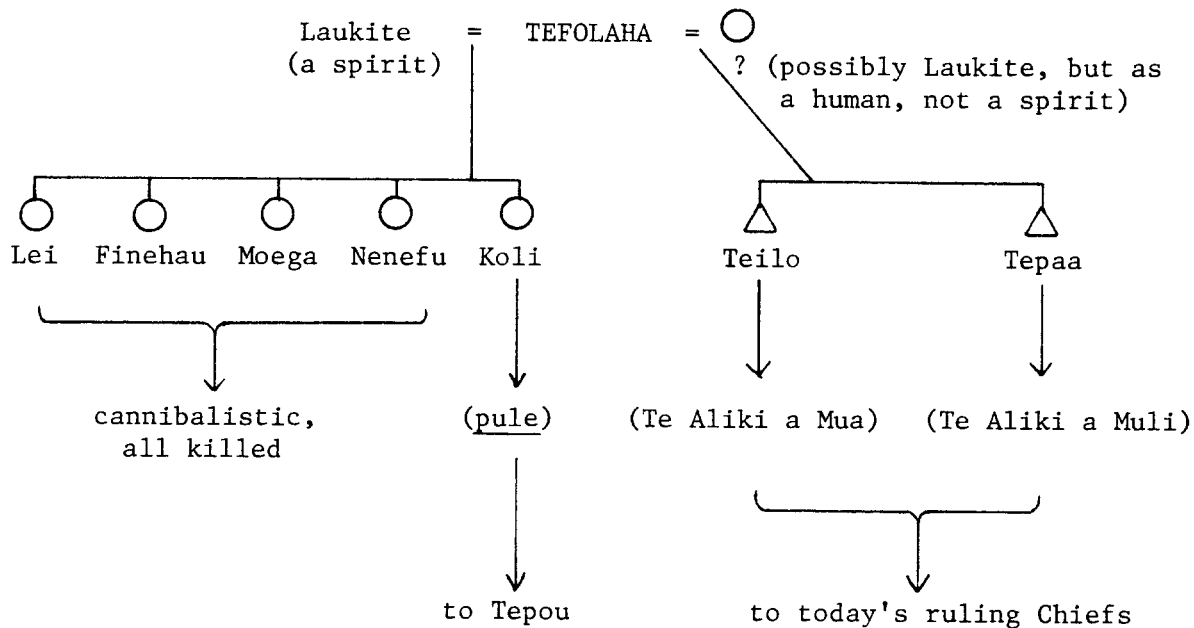 Laukite = TEFOLAHA =
(a spirit) ? (possibly Laukite, but as
a human, not a spirit)
Lei Finehau Moega Nenefu Koli Teilo Tepaa
cannibalistic, (pule) (Te Aliki a Mua) (Te Aliki a Muli)
all killed
to Tepou to today's ruling Chiefs